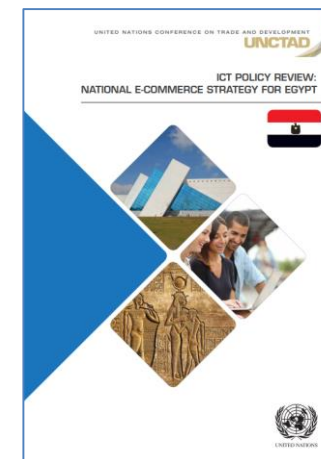 UNITED NATIONS CONFERENCE ON TRADE AND DEVELOPMENT
UNCTAD
ICT POLICY REVIEW:
NATIONAL E-COMMERCE STRATEGY FOR EGYPT
UNITED NATIONS